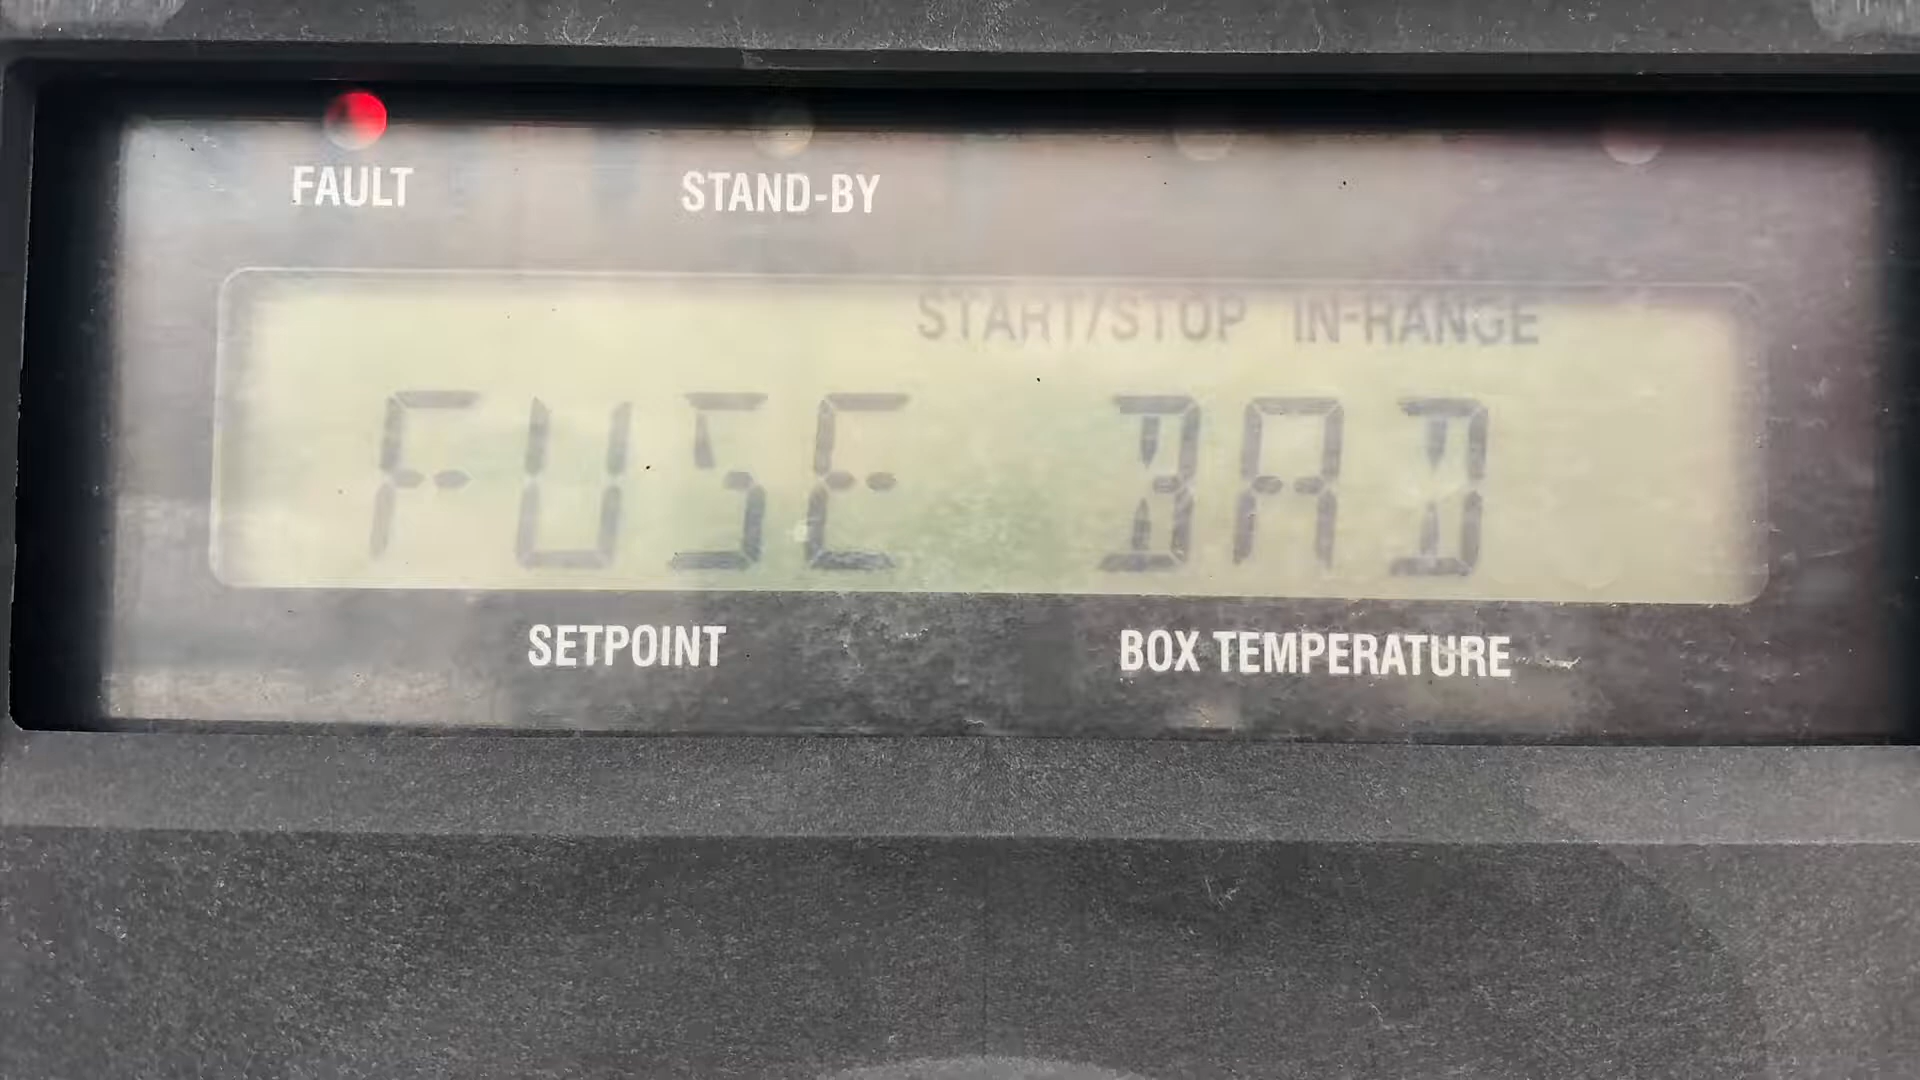 FAULT STAND-BY
START/STOP IN-RANGE
FUSE BAD
SETPOINT BOX TEMPERATURE